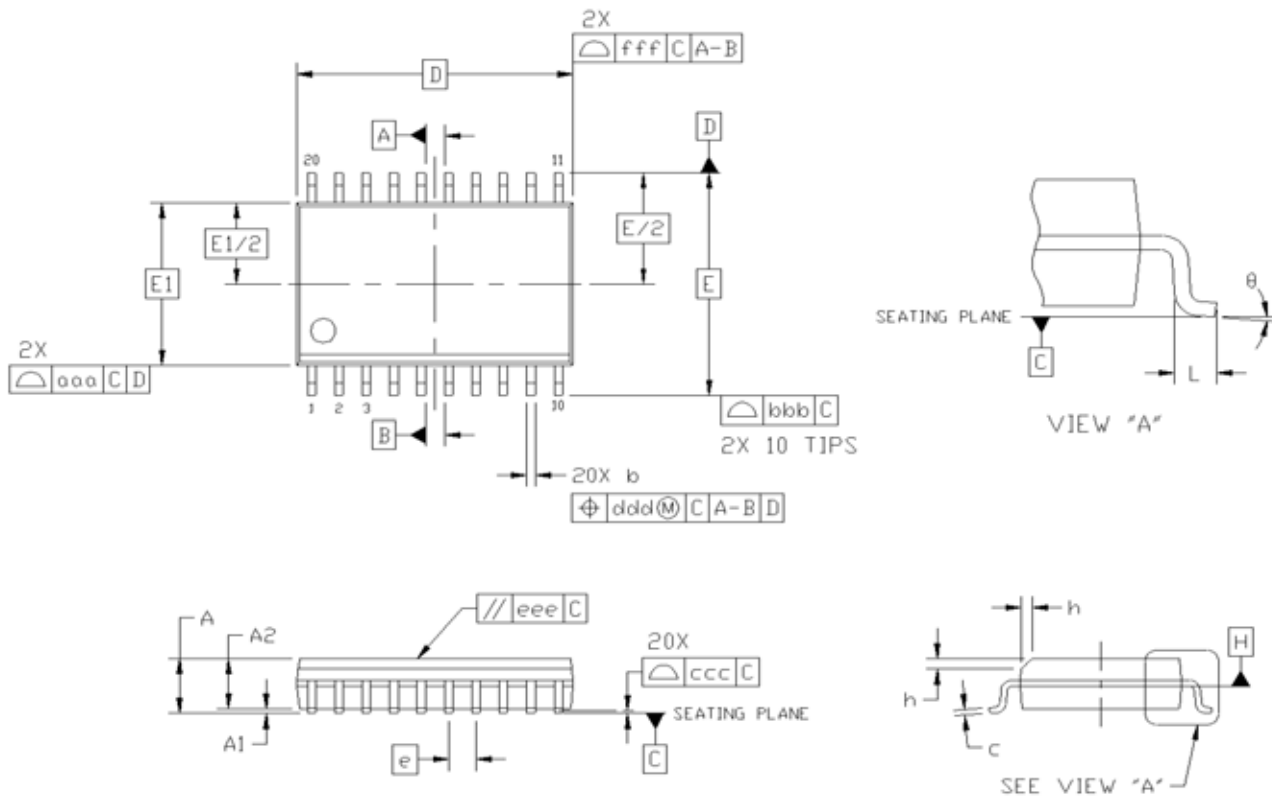 2X
⌓ fff C A-B
D
A
D
20
11
E1/2
E/2
E1
E
2X
⌓ aaa C D
1 2 3
10
B
⌓ bbb C
2X 10 TIPS
20X b
⌖ dddⓂ C A-B D
θ
SEATING PLANE
C
L
VIEW "A"
A
A2
// eee C
20X
⌓ ccc C
SEATING PLANE
A1
e
C
h
H
h
c
SEE VIEW "A"